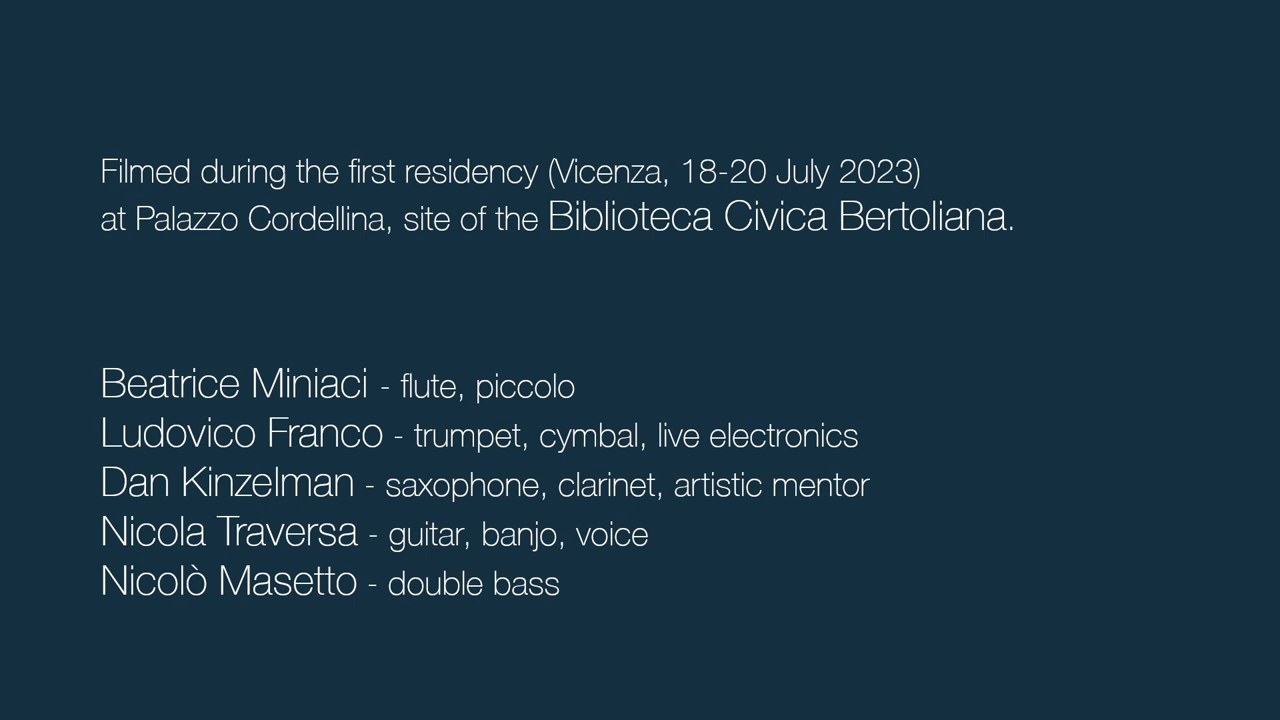 Filmed during the first residency (Vicenza, 18-20 July 2023)
at Palazzo Cordellina, site of the Biblioteca Civica Bertoliana.
Beatrice Miniaci - flute, piccolo
Ludovico Franco - trumpet, cymbal, live electronics
Dan Kinzelman - saxophone, clarinet, artistic mentor
Nicola Traversa - guitar, banjo, voice
Nicolò Masetto - double bass